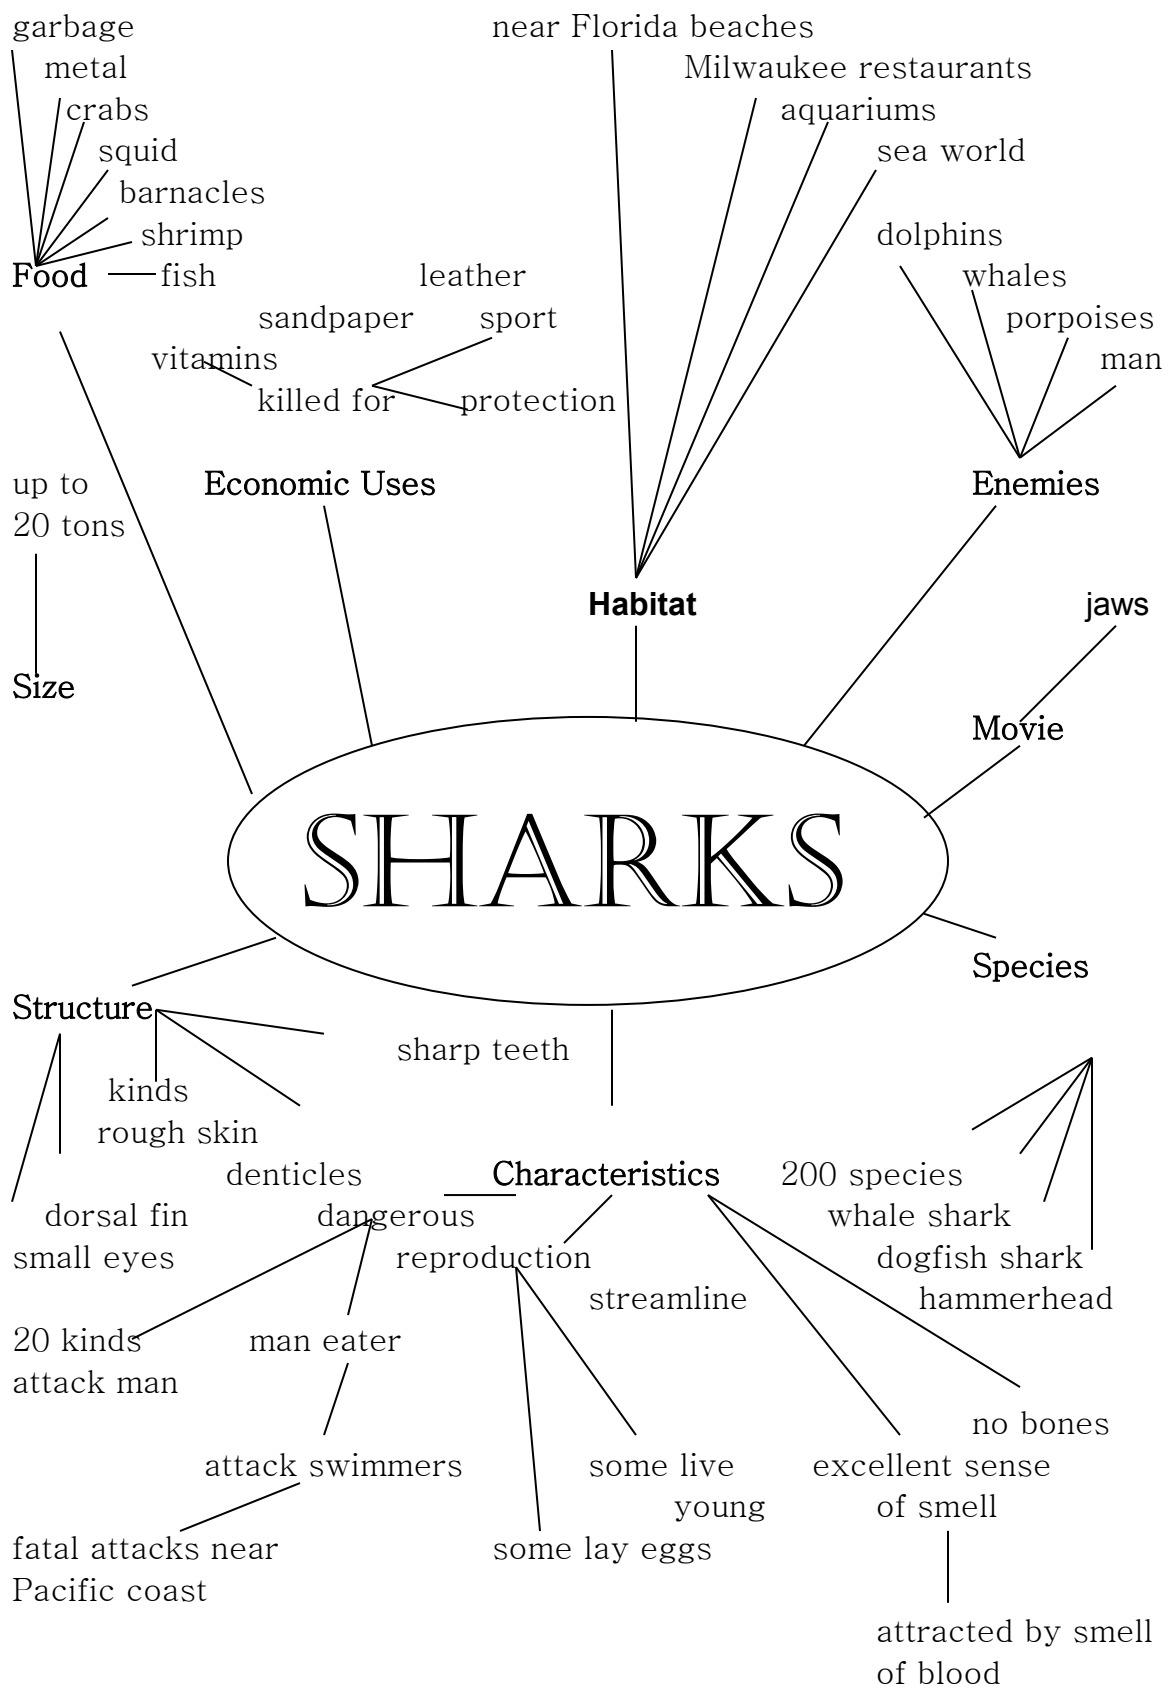 garbage
near Florida beaches
metal
Milwaukee restaurants
crabs
aquariums
squid
sea world
barnacles
shrimp
dolphins
Food
fish
leather
whales
sandpaper
sport
porpoises
vitamins
man
killed for
protection
up to
20 tons
Economic Uses
Enemies
Habitat
jaws
Size
Movie
SHARKS
Species
Structure
sharp teeth
kinds
rough skin
denticles
Characteristics
200 species
dorsal fin
dangerous
whale shark
small eyes
reproduction
dogfish shark
streamline
hammerhead
20 kinds
attack man
man eater
no bones
attack swimmers
some live
young
excellent sense
of smell
fatal attacks near
Pacific coast
some lay eggs
attracted by smell
of blood